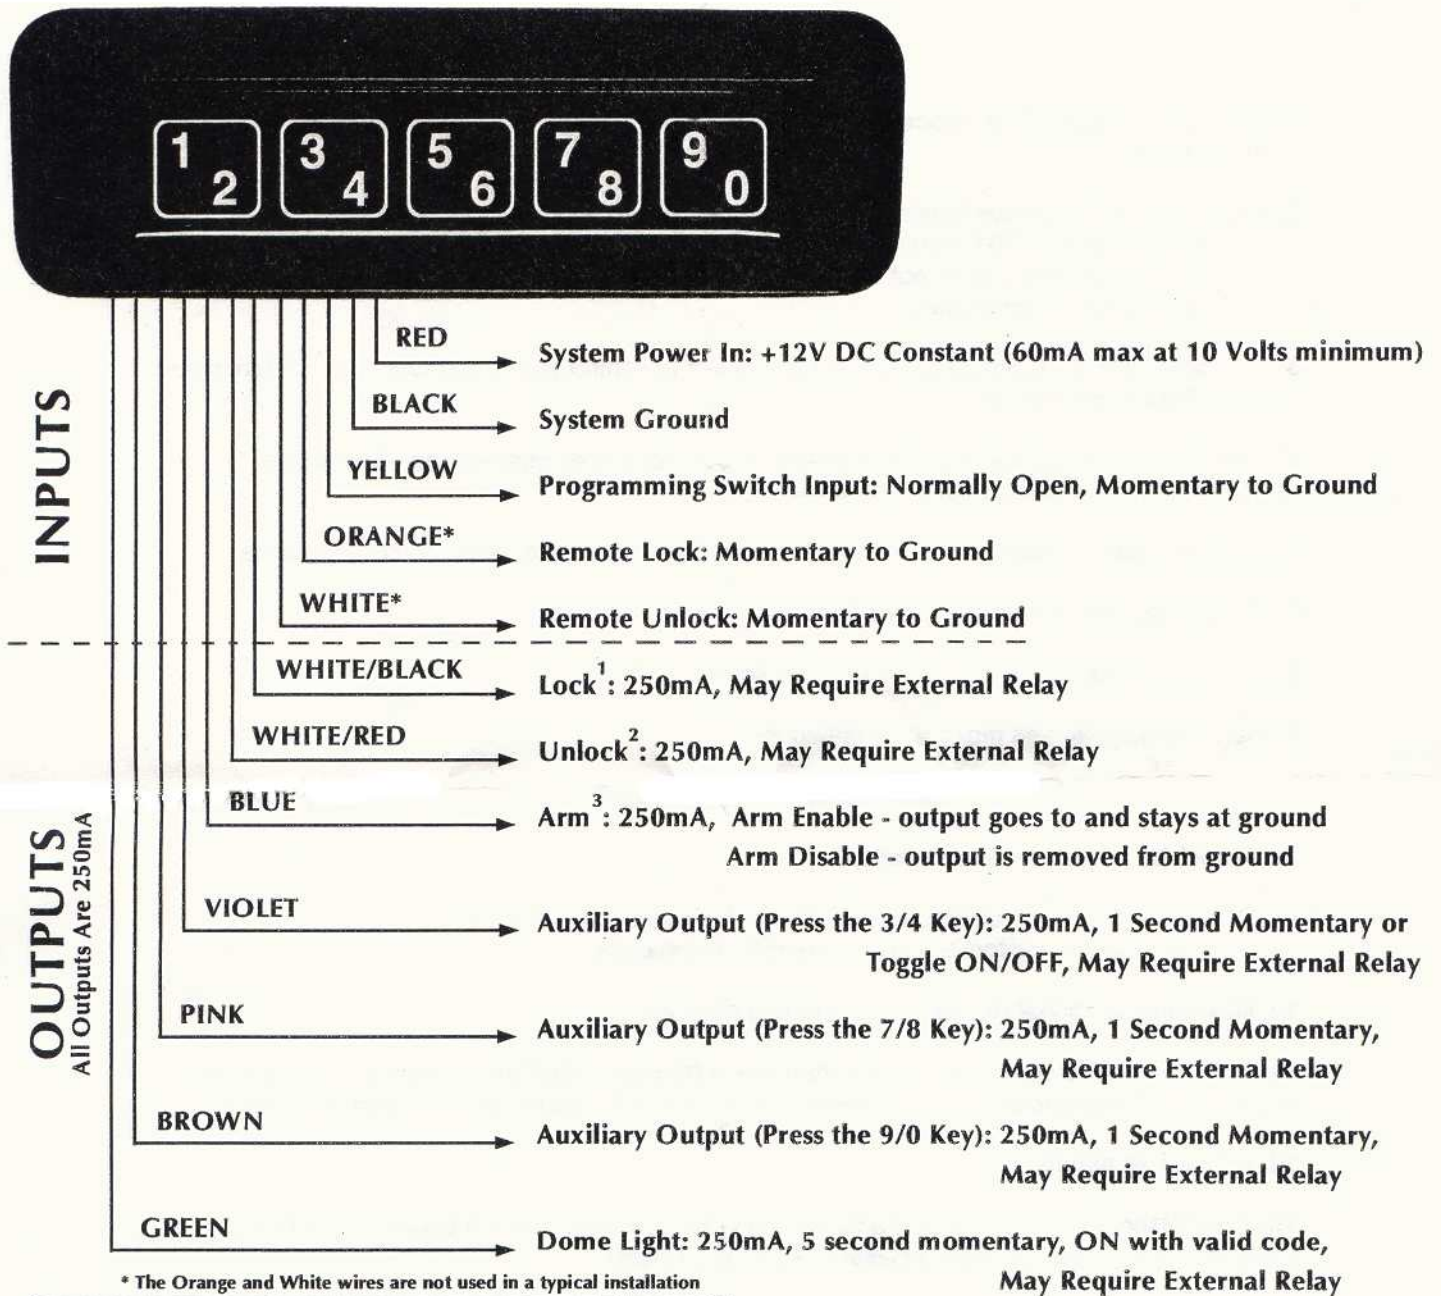 1 2 3 4 5 6 7 8 9 0
INPUTS
RED
System Power In: +12V DC Constant (60mA max at 10 Volts minimum)
BLACK
System Ground
YELLOW
Programming Switch Input: Normally Open, Momentary to Ground
ORANGE*
Remote Lock: Momentary to Ground
WHITE*
Remote Unlock: Momentary to Ground
WHITE/BLACK
Lock¹: 250mA, May Require External Relay
WHITE/RED
Unlock²: 250mA, May Require External Relay
OUTPUTS
All Outputs Are 250mA
BLUE
Arm³: 250mA, Arm Enable - output goes to and stays at ground
Arm Disable - output is removed from ground
VIOLET
Auxiliary Output (Press the 3/4 Key): 250mA, 1 Second Momentary or
Toggle ON/OFF, May Require External Relay
PINK
Auxiliary Output (Press the 7/8 Key): 250mA, 1 Second Momentary,
May Require External Relay
BROWN
Auxiliary Output (Press the 9/0 Key): 250mA, 1 Second Momentary,
May Require External Relay
GREEN
Dome Light: 250mA, 5 second momentary, ON with valid code,
May Require External Relay
* The Orange and White wires are not used in a typical installation